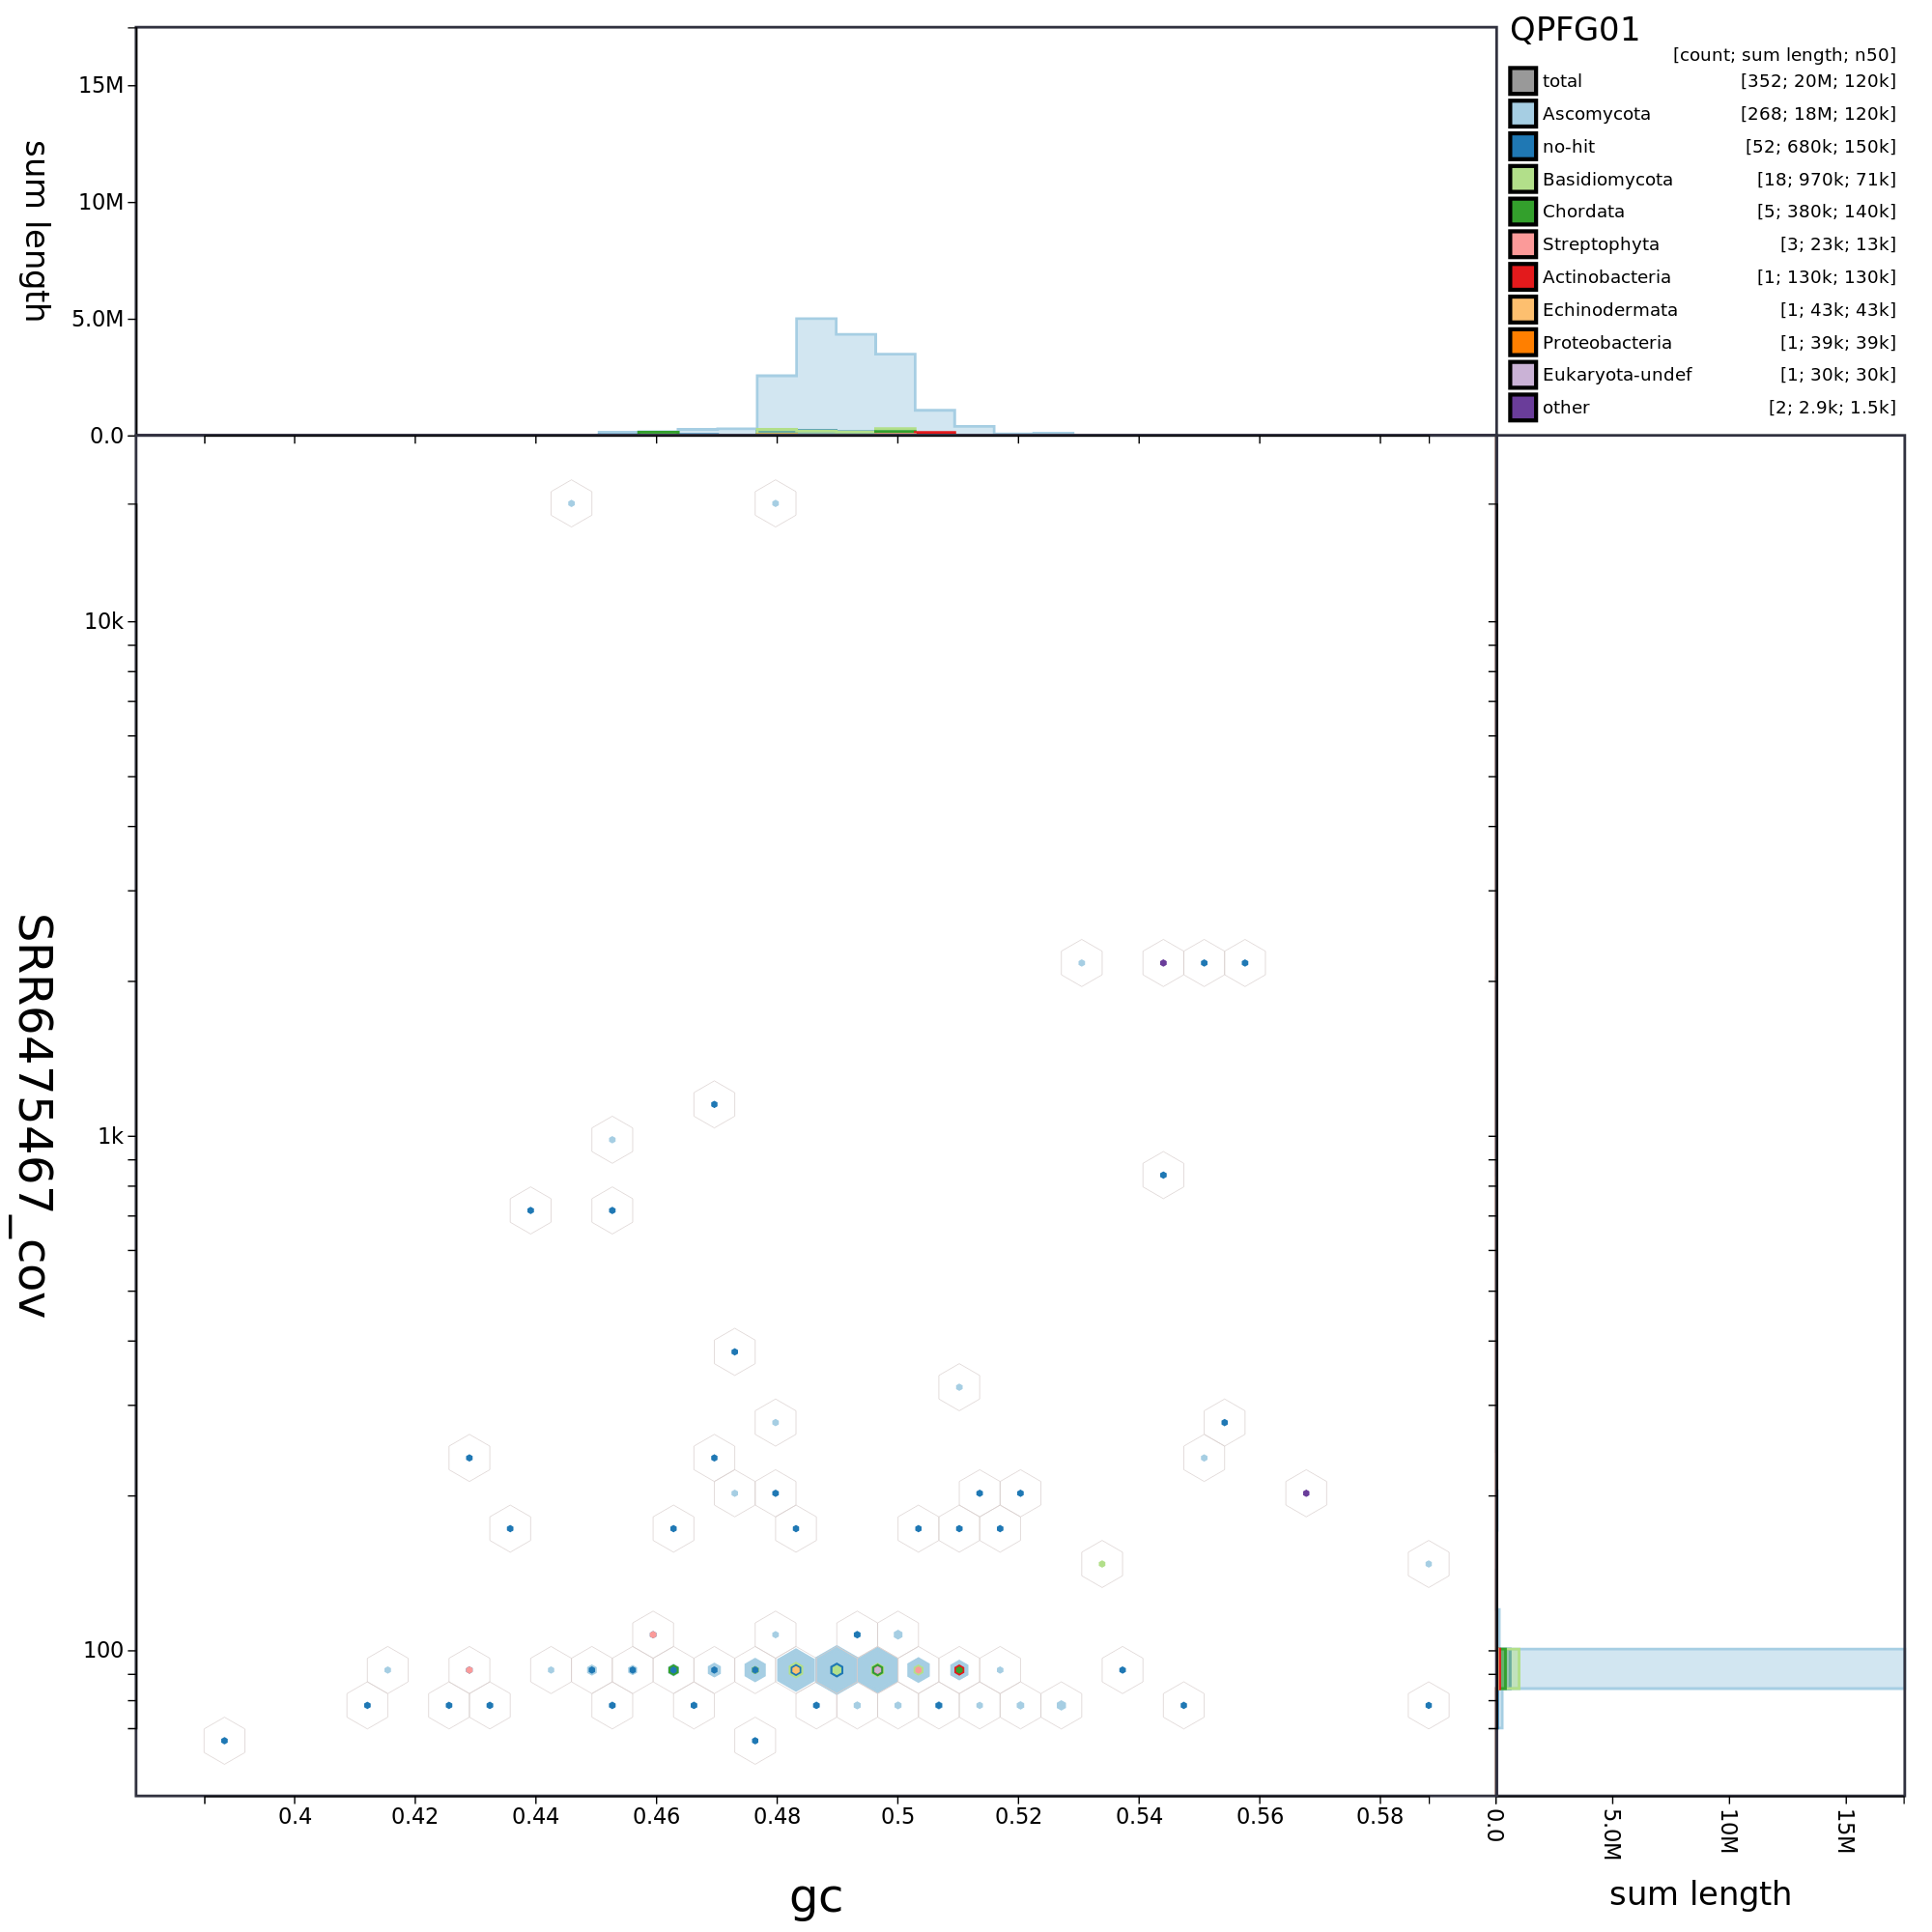 QPFG01
[count; sum length; n50]
total [352; 20M; 120k]
Ascomycota [268; 18M; 120k]
no-hit [52; 680k; 150k]
Basidiomycota [18; 970k; 71k]
Chordata [5; 380k; 140k]
Streptophyta [3; 23k; 13k]
Actinobacteria [1; 130k; 130k]
Echinodermata [1; 43k; 43k]
Proteobacteria [1; 39k; 39k]
Eukaryota-undef [1; 30k; 30k]
other [2; 2.9k; 1.5k]
sum length
15M
10M
5.0M
0.0
SRR6475467_cov
10k
1k
100
0.4 0.42 0.44 0.46 0.48 0.5 0.52 0.54 0.56 0.58
gc
0.0 5.0M 10M 15M
sum length